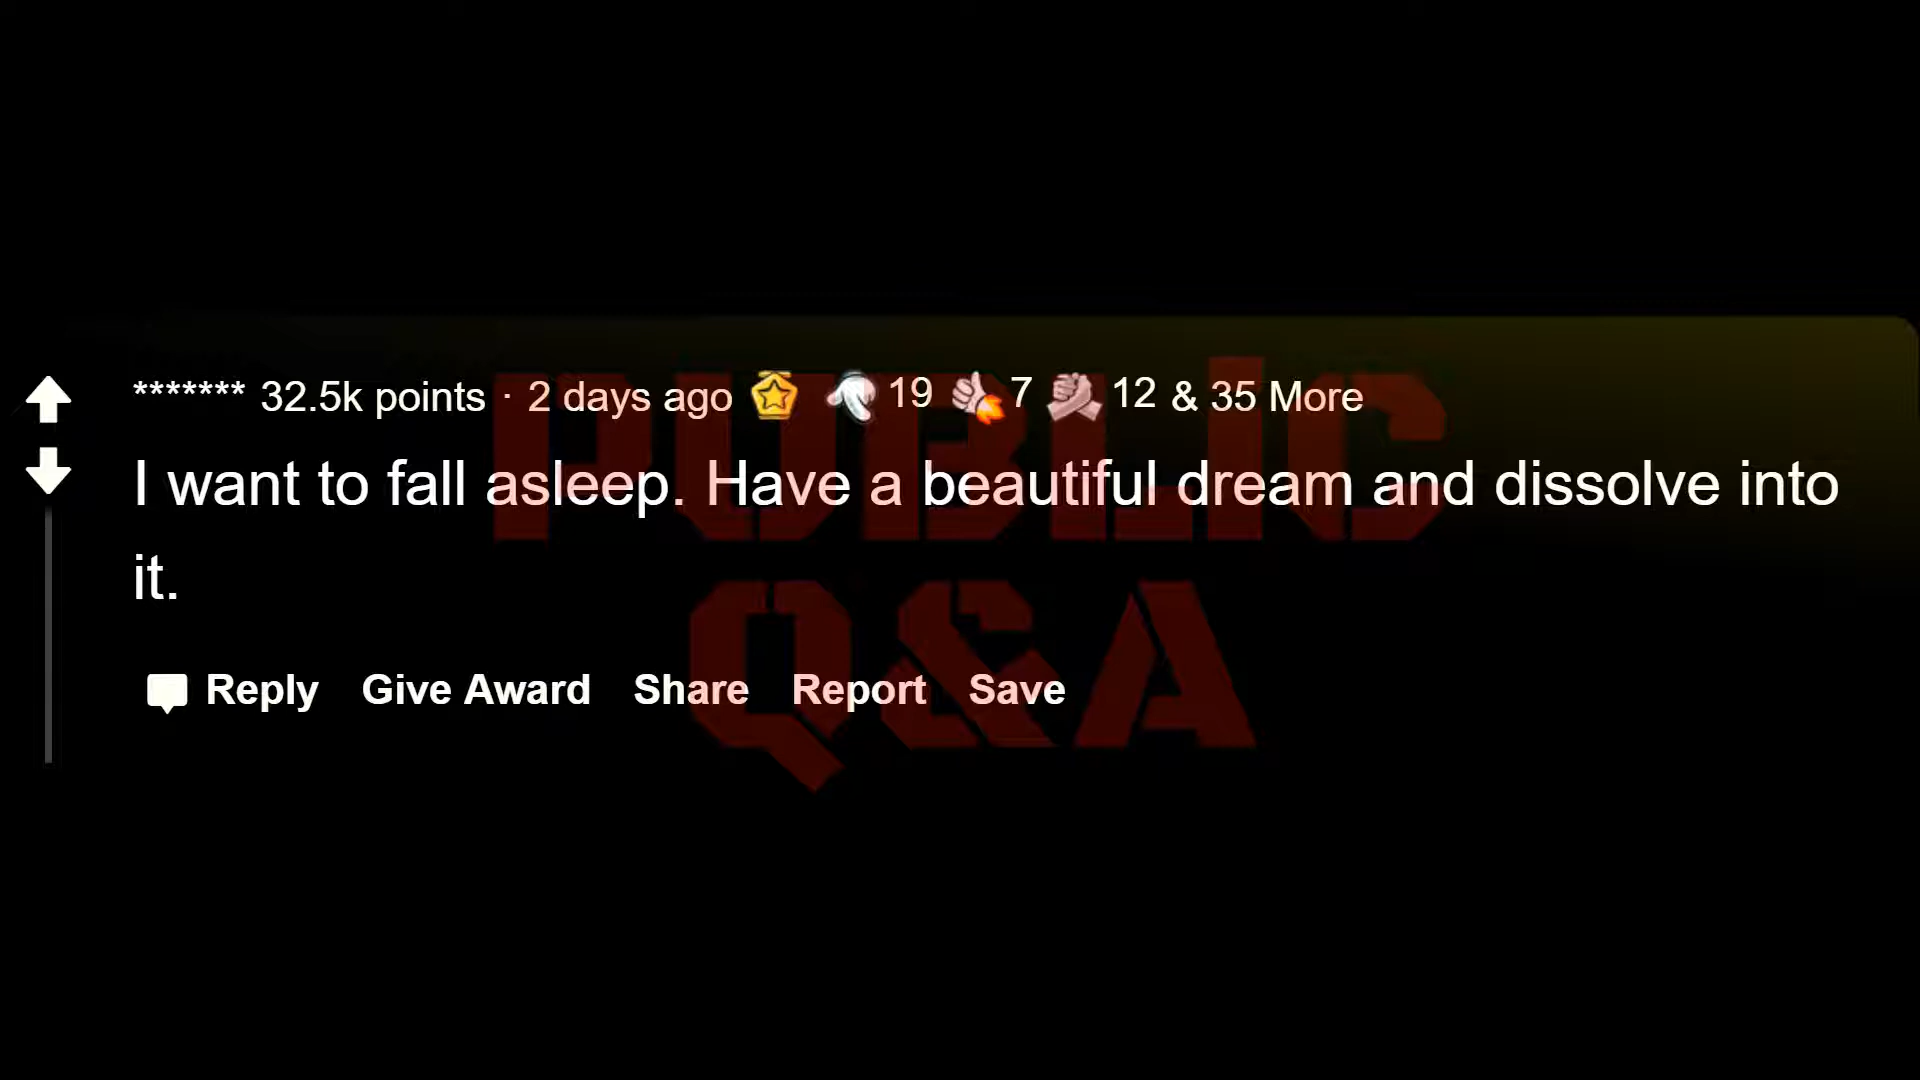 ******* 32.5k points · 2 days ago 19 7 12 & 35 More
I want to fall asleep. Have a beautiful dream and dissolve into
it.
Reply Give Award Share Report Save
PUBLIC
Q&A